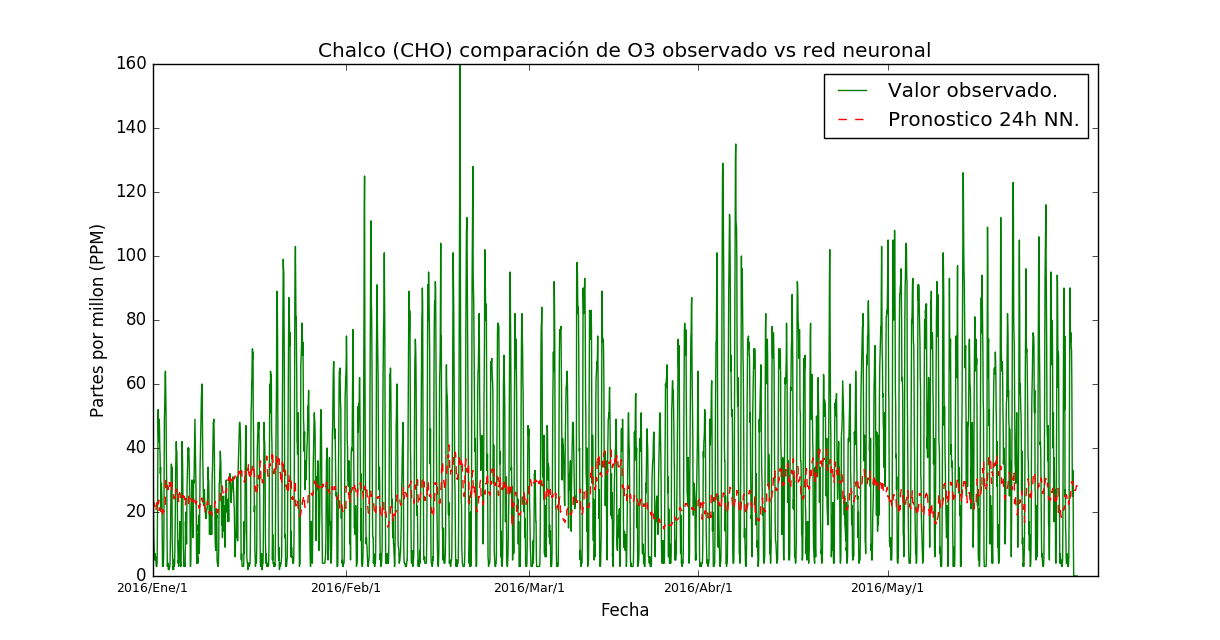 Chalco (CHO) comparación de O3 observado vs red neuronal
Valor observado.
Pronostico 24h NN.
Partes por millon (PPM)
160
140
120
100
80
60
40
20
0
2016/Ene/1 2016/Feb/1 2016/Mar/1 2016/Abr/1 2016/May/1
Fecha